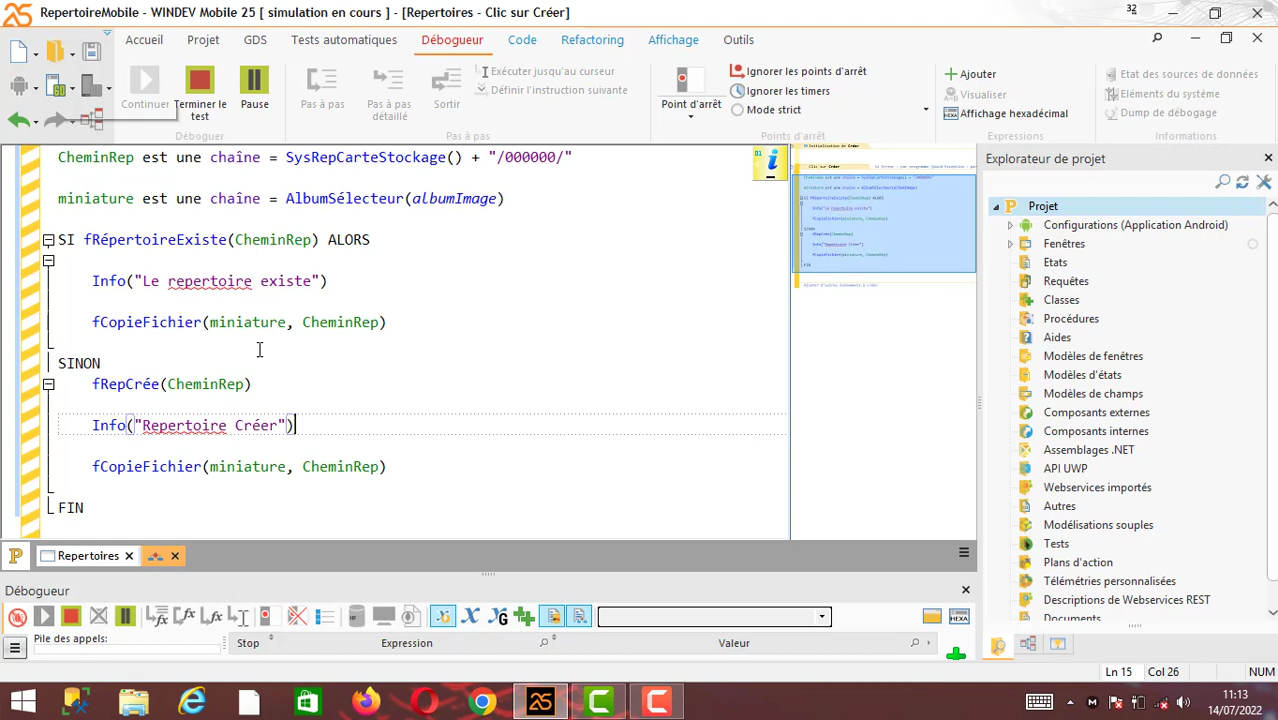 RepertoireMobile - WINDEV Mobile 25 [ simulation en cours ] - [Repertoires - Clic sur Créer]
32
Accueil Projet GDS Tests automatiques Débogueur Code Refactoring Affichage Outils
Continuer
Terminer le test
Pause
Déboguer
Pas à pas
Pas à pas détaillé
Sortir
Exécuter jusqu'au curseur
Définir l'instruction suivante
Pas à pas
Point d'arrêt
Ignorer les points d'arrêt
Ignorer les timers
Mode strict
Points d'arrêt
Ajouter
Visualiser
Affichage hexadécimal
Expressions
Etat des sources de données
Eléments du système
Dump de débogage
CheminRep est une chaîne = SysRepCarteStockage() + "/000000/"
miniature est une chaîne = AlbumSélecteur(albumImage)
SI fRepertoireExiste(CheminRep) ALORS
Info("Le repertoire existe")
fCopieFichier(miniature, CheminRep)
SINON
fRepCrée(CheminRep)
Info("Repertoire Créer")
fCopieFichier(miniature, CheminRep)
FIN
Explorateur de projet
Projet
Configurations (Application Android)
Fenêtres
Etats
Requêtes
Classes
Procédures
Aides
Modèles de fenêtres
Modèles d'états
Modèles de champs
Composants externes
Composants internes
Assemblages .NET
API UWP
Webservices importés
Autres
Modélisations souples
Tests
Plans d'action
Télémétries personnalisées
Descriptions de Webservices REST
Documents
Repertoires
Débogueur
HEXA
Pile des appels:
Stop
Expression
Valeur
Ln 15 Col 26 NUM
11:13
14/07/2022